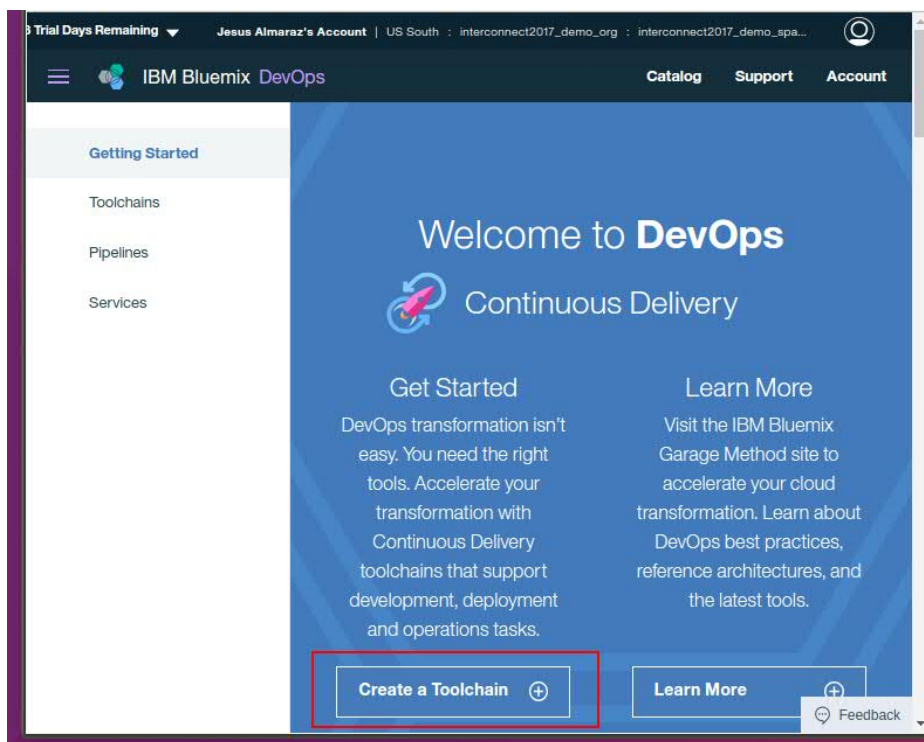 3 Trial Days Remaining
Jesus Almaraz's Account | US South : interconnect2017_demo_org : interconnect2017_demo_spa...
IBM Bluemix DevOps
Catalog Support Account
Getting Started
Toolchains
Pipelines
Services
Welcome to DevOps
Continuous Delivery
Get Started
DevOps transformation isn't
easy. You need the right
tools. Accelerate your
transformation with
Continuous Delivery
toolchains that support
development, deployment
and operations tasks.
Create a Toolchain
Learn More
Visit the IBM Bluemix
Garage Method site to
accelerate your cloud
transformation. Learn about
DevOps best practices,
reference architectures, and
the latest tools.
Learn More
Feedback